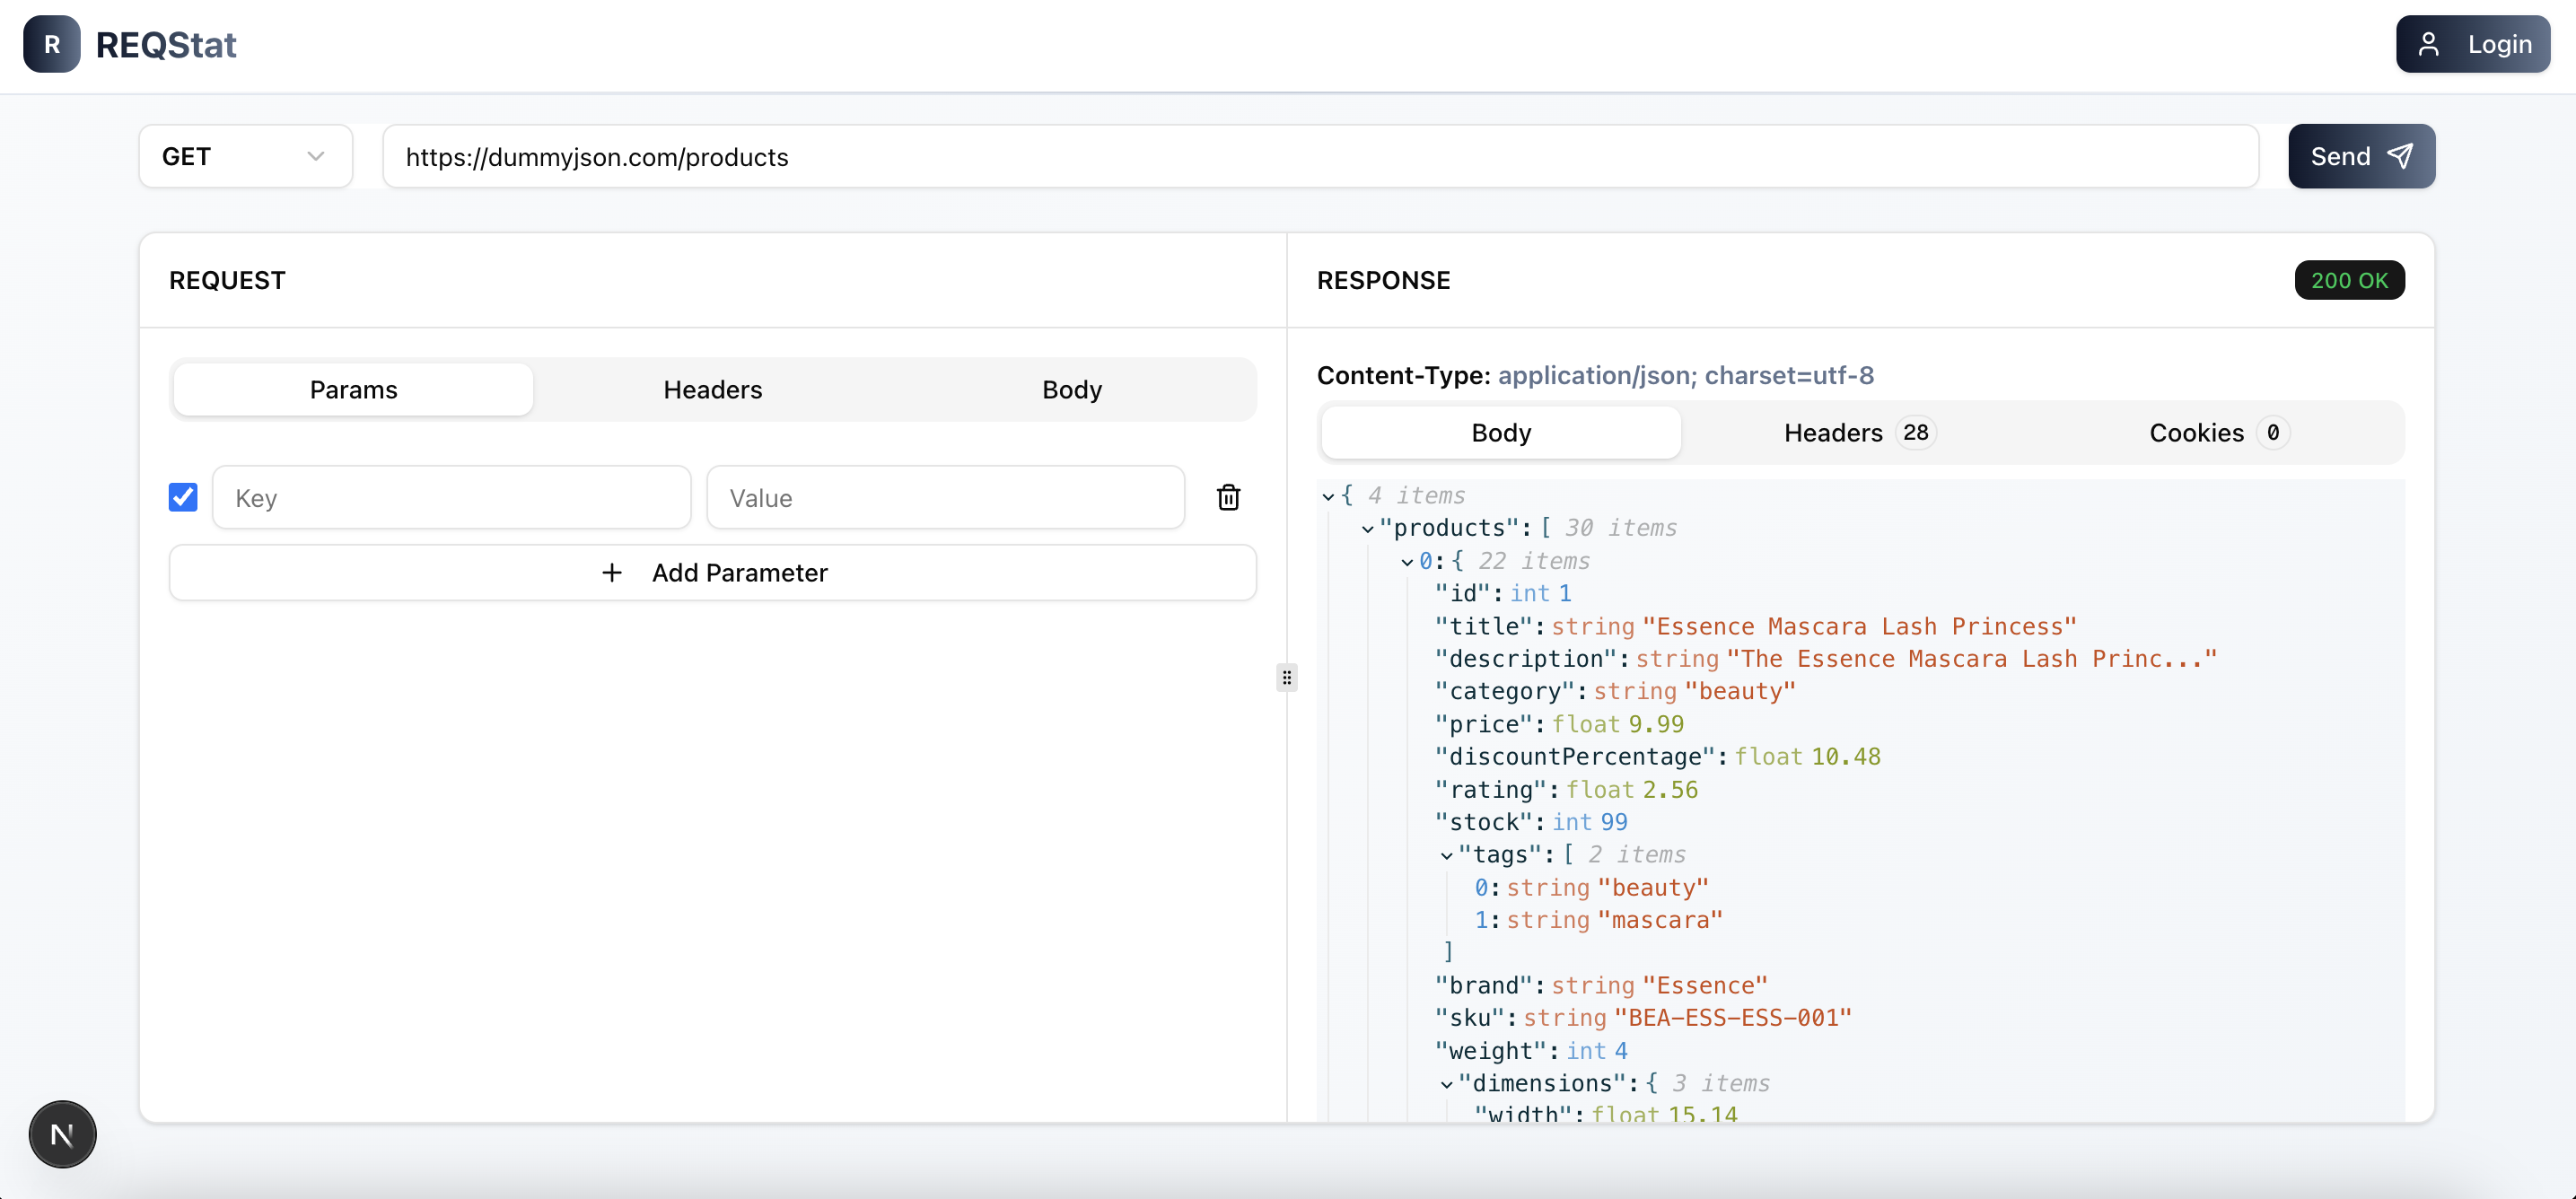 R REQStat
Login
GET
https://dummyjson.com/products
Send
REQUEST
Params Headers Body
Key Value
+ Add Parameter
RESPONSE
200 OK
Content-Type: application/json; charset=utf-8
Body Headers 28 Cookies 0
{ 4 items
"products":[ 30 items
0:{ 22 items
"id":int 1
"title":string "Essence Mascara Lash Princess"
"description":string "The Essence Mascara Lash Princ..."
"category":string "beauty"
"price":float 9.99
"discountPercentage":float 10.48
"rating":float 2.56
"stock":int 99
"tags":[ 2 items
0:string "beauty"
1:string "mascara"
]
"brand":string "Essence"
"sku":string "BEA-ESS-ESS-001"
"weight":int 4
"dimensions":{ 3 items
"width":float 15.14
N